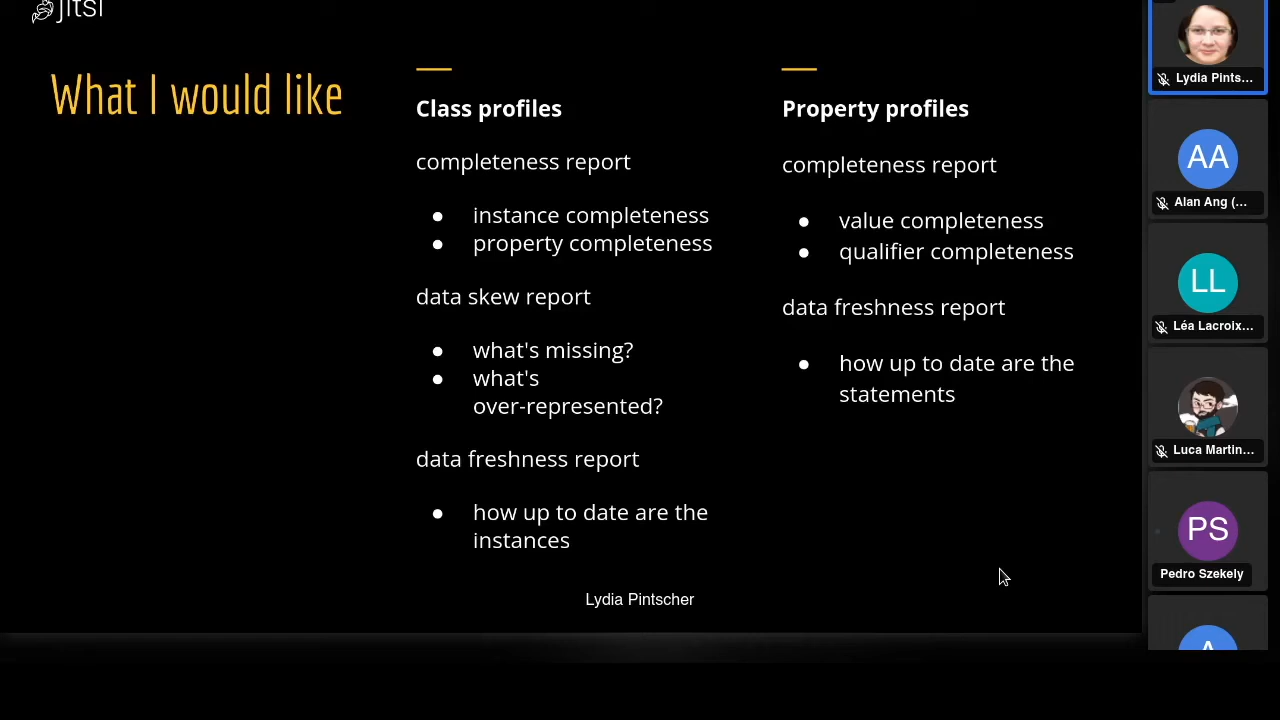 jitsi
What I would like
Class profiles
completeness report
● instance completeness
● property completeness
data skew report
● what's missing?
● what's
over-represented?
data freshness report
● how up to date are the
instances
Property profiles
completeness report
● value completeness
● qualifier completeness
data freshness report
● how up to date are the
statements
Lydia Pintscher
Lydia Pints...
AA
Alan Ang (...
LL
Léa Lacroix...
Luca Martin...
PS
Pedro Szekely
A